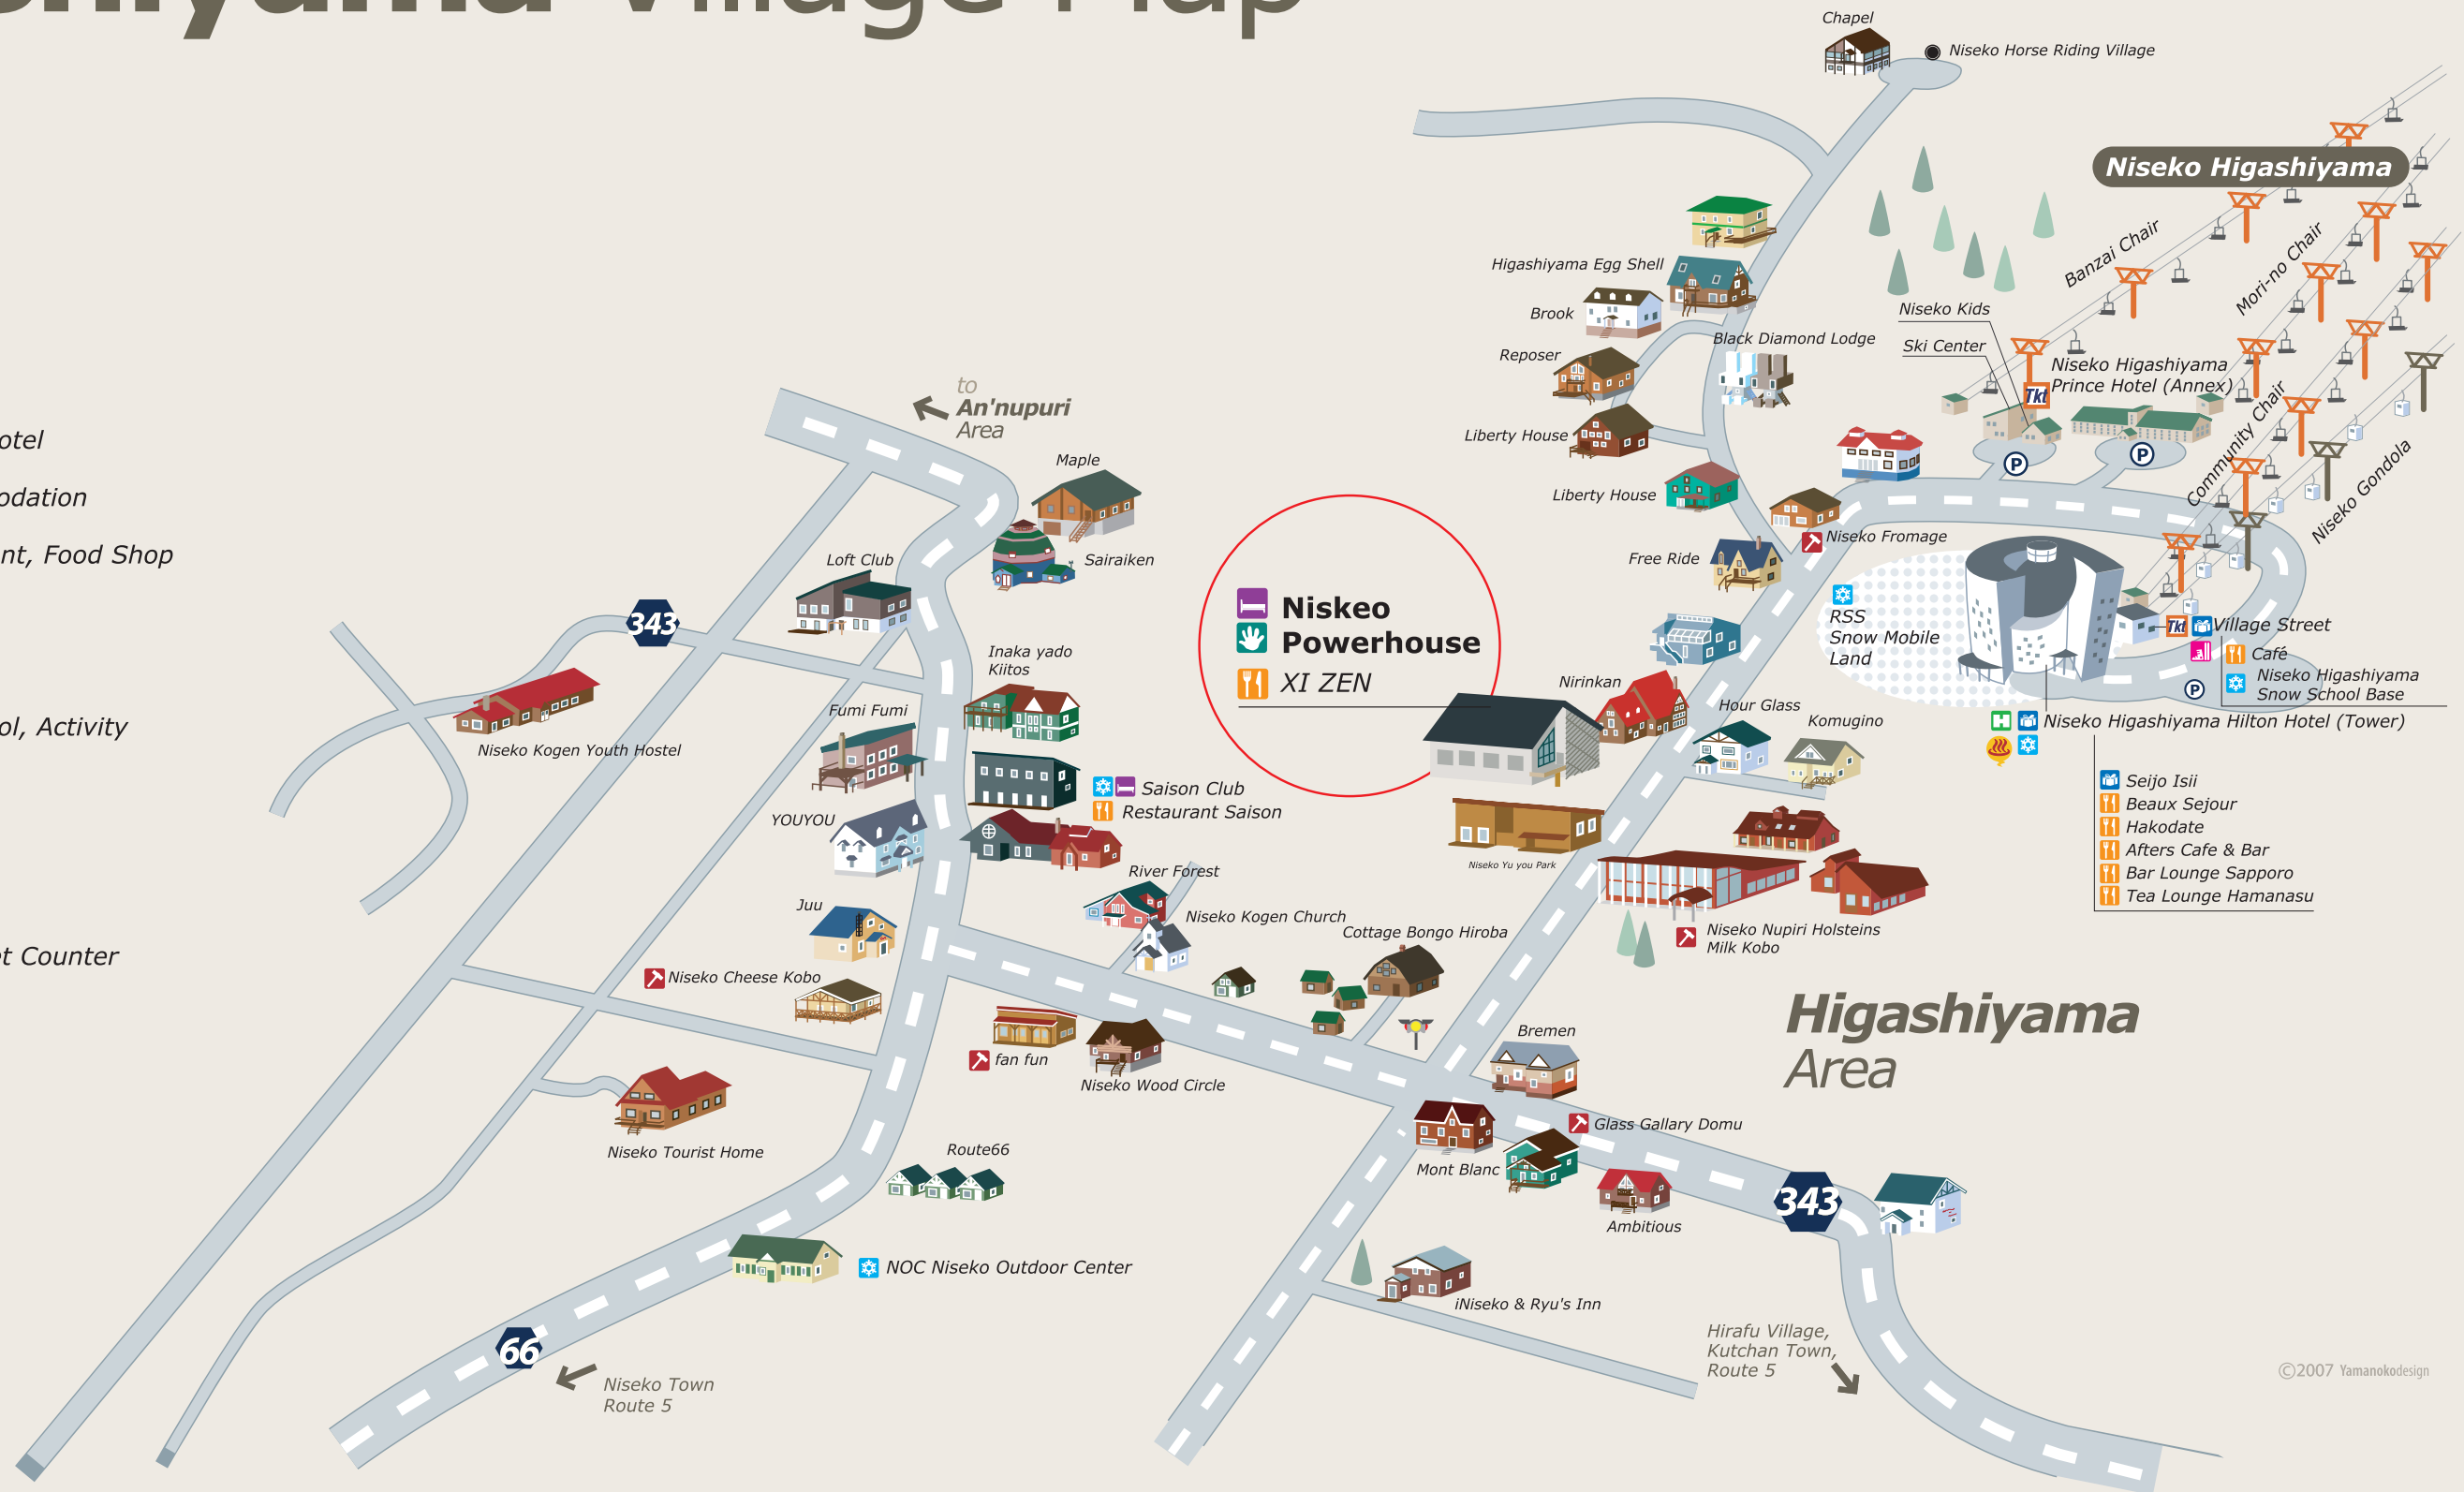 Village Map
Chapel
Niseko Horse Riding Village
Niseko Higashiyama
Banzai Chair
Mori-no Chair
Higashiyama Egg Shell
Brook
Niseko Kids
Reposer
Black Diamond Lodge
Ski Center
Niseko Higashiyama
Prince Hotel (Annex)
Tkt
P
P
Community Chair
Niseko Gondola
to
An'nupuri
Area
Liberty House
otel
Maple
Liberty House
odation
nt, Food Shop
Loft Club
Sairaiken
Free Ride
Niseko Fromage
343
Niskeo
Powerhouse
XI ZEN
RSS
Snow Mobile
Land
Tkt
Village Street
Café
Niseko Higashiyama
Snow School Base
P
Inaka yado
Kiitos
Nirinkan
Fumi Fumi
Hour Glass
Komugino
H
Niseko Higashiyama Hilton Hotel (Tower)
ol, Activity
Niseko Kogen Youth Hostel
Saison Club
Restaurant Saison
Seijo Isii
Beaux Sejour
Hakodate
Afters Cafe & Bar
Bar Lounge Sapporo
Tea Lounge Hamanasu
YOUYOU
River Forest
Niseko Yu you Park
Juu
Niseko Kogen Church
Cottage Bongo Hiroba
Niseko Nupiri Holsteins
Milk Kobo
et Counter
Niseko Cheese Kobo
Higashiyama
Area
fan fun
Niseko Wood Circle
Bremen
Niseko Tourist Home
Route66
Mont Blanc
Glass Gallary Domu
343
Ambitious
NOC Niseko Outdoor Center
iNiseko & Ryu's Inn
66
Niseko Town
Route 5
Hirafu Village,
Kutchan Town,
Route 5
©2007 Yamanokodesign